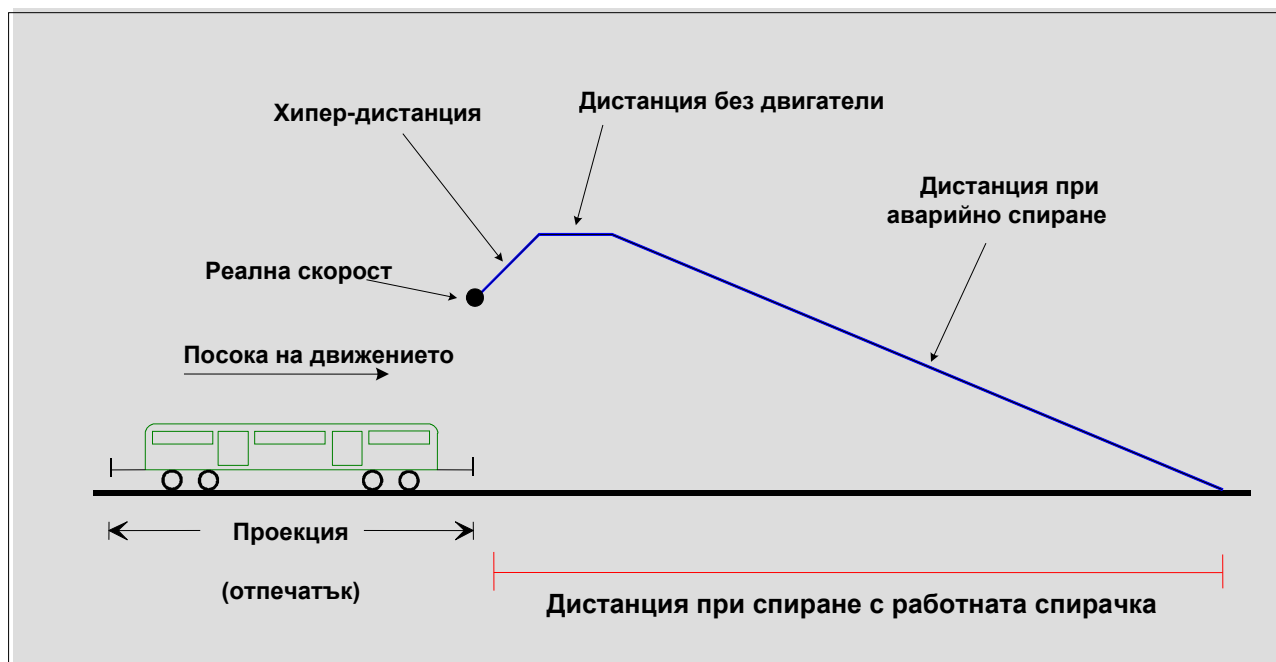 Дистанция без двигатели
Хипер-дистанция
Дистанция при
аварийно спиране
Реална скорост
Посока на движението
Проекция
(отпечатък)
Дистанция при спиране с работната спирачка